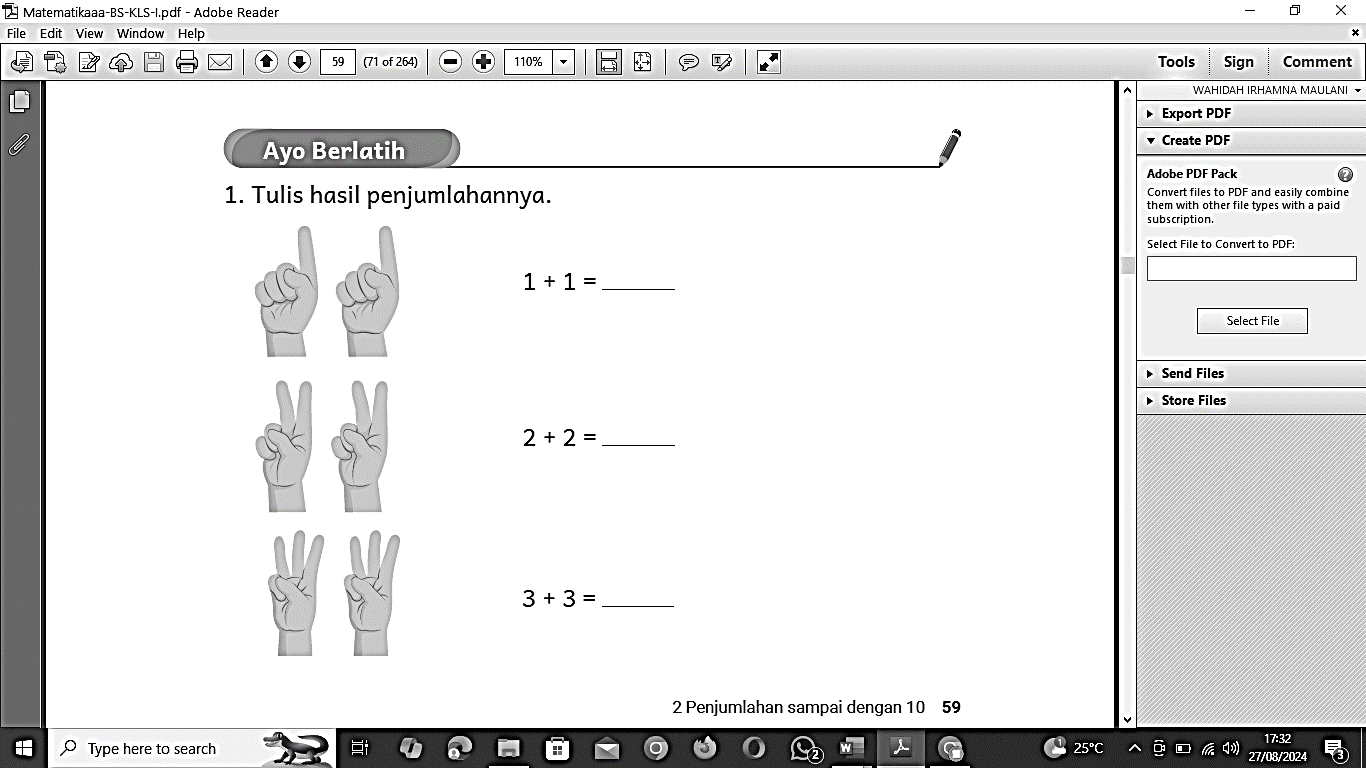 Matematikaaa-BS-KLS-I.pdf - Adobe Reader
File Edit View Window Help
59 (71 of 264) 110% Tools Sign Comment
WAHIDAH IRHAMNA MAULANI
Export PDF
Create PDF
Adobe PDF Pack
Convert files to PDF and easily combine
them with other file types with a paid
subscription.
Select File to Convert to PDF:
Select File
Send Files
Store Files
Ayo Berlatih
1. Tulis hasil penjumlahannya.
1 + 1 = ______
2 + 2 = ______
3 + 3 = ______
2 Penjumlahan sampai dengan 10 59
Type here to search
2
25°C
17:32
27/08/2024
3